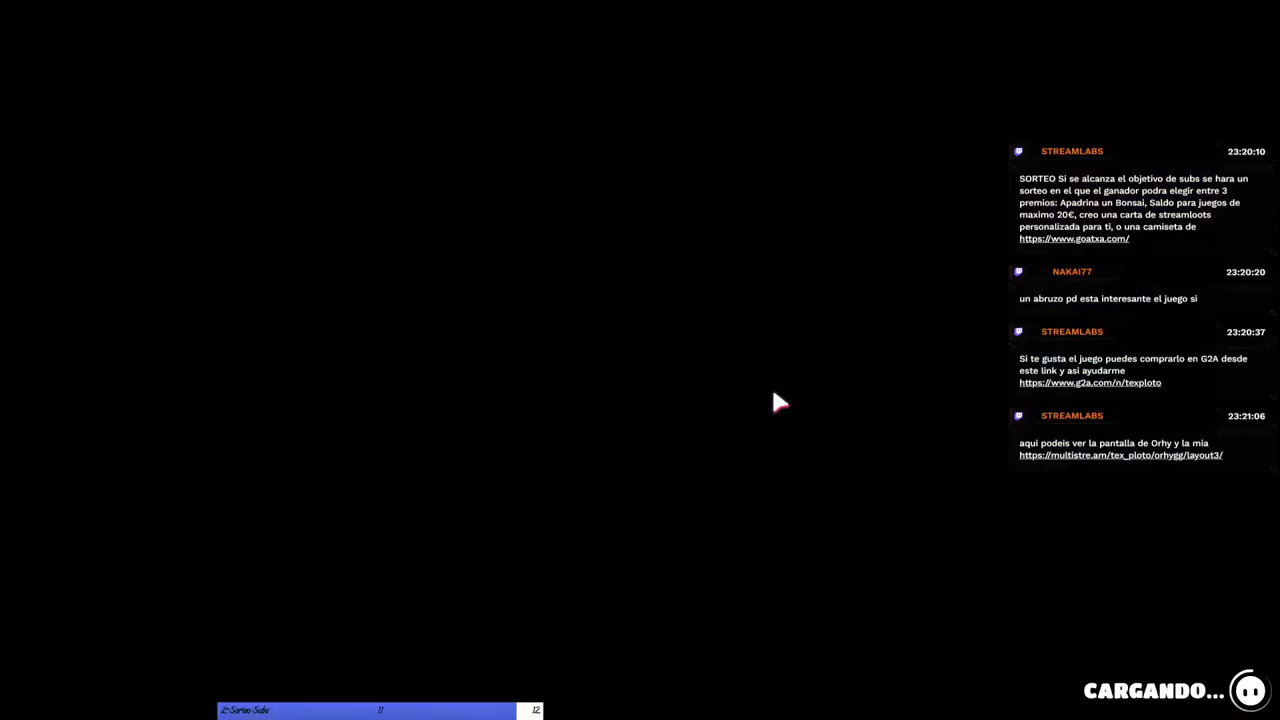 STREAMLABS 23:20:10
SORTEO Si se alcanza el objetivo de subs se hara un
sorteo en el que el ganador podra elegir entre 3
premios: Apadrina un Bonsai, Saldo para juegos de
maximo 20€, creo una carta de streamloots
personalizada para ti, o una camiseta de
https://www.goatxa.com/
NAKAI77 23:20:20
un abruzo pd esta interesante el juego si
STREAMLABS 23:20:37
Si te gusta el juego puedes comprarlo en G2A desde
este link y asi ayudarme
https://www.g2a.com/n/texploto
STREAMLABS 23:21:06
aqui podeis ver la pantalla de Orhy y la mia
https://multistre.am/tex_ploto/orhygg/layout3/
CARGANDO...
2º Sorteo Subs 11 12